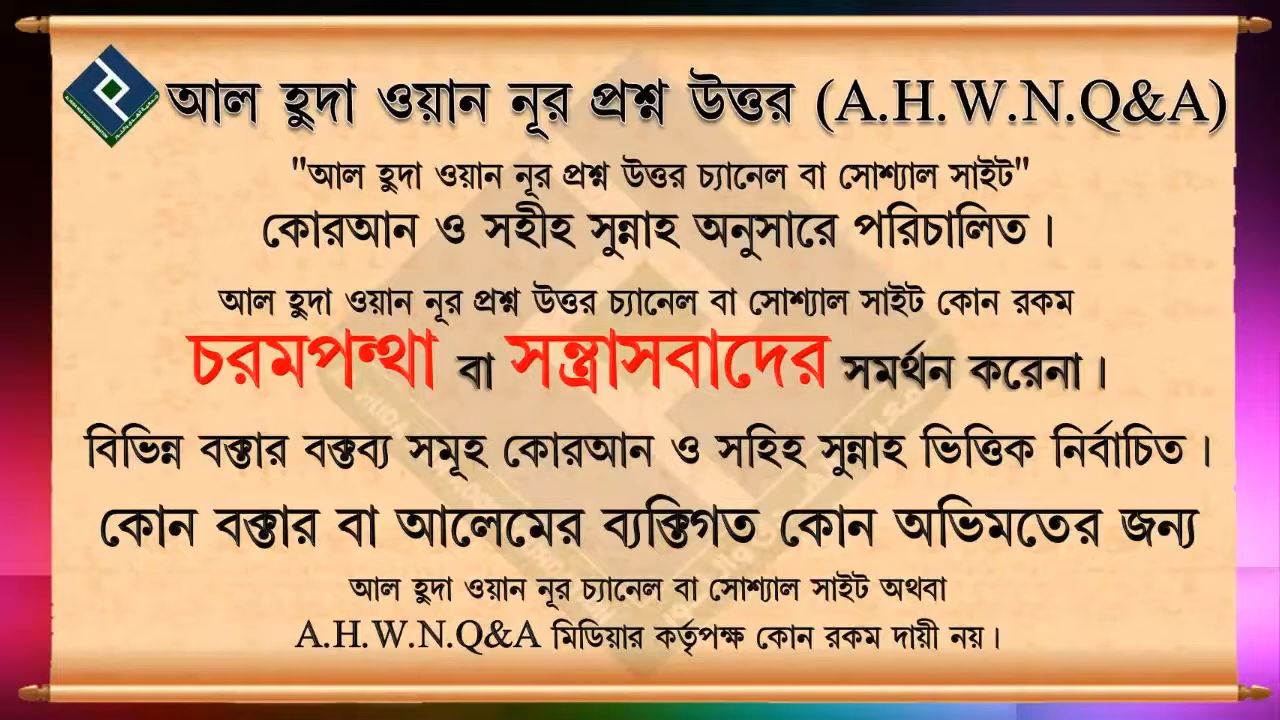 আল হুদা ওয়ান নূর প্রশ্ন উত্তর (A.H.W.N.Q&A)
"আল হুদা ওয়ান নূর প্রশ্ন উত্তর চ্যানেল বা সোশ্যাল সাইট"
কোরআন ও সহীহ সুন্নাহ অনুসারে পরিচালিত।
আল হুদা ওয়ান নূর প্রশ্ন উত্তর চ্যানেল বা সোশ্যাল সাইট কোন রকম
চরমপন্থা বা সন্ত্রাসবাদের সমর্থন করেনা।
বিভিন্ন বক্তার বক্তব্য সমূহ কোরআন ও সহিহ সুন্নাহ ভিত্তিক নির্বাচিত।
কোন বক্তার বা আলেমের ব্যক্তিগত কোন অভিমতের জন্য
আল হুদা ওয়ান নূর চ্যানেল বা সোশ্যাল সাইট অথবা
A.H.W.N.Q&A মিডিয়ার কর্তৃপক্ষ কোন রকম দায়ী নয়।